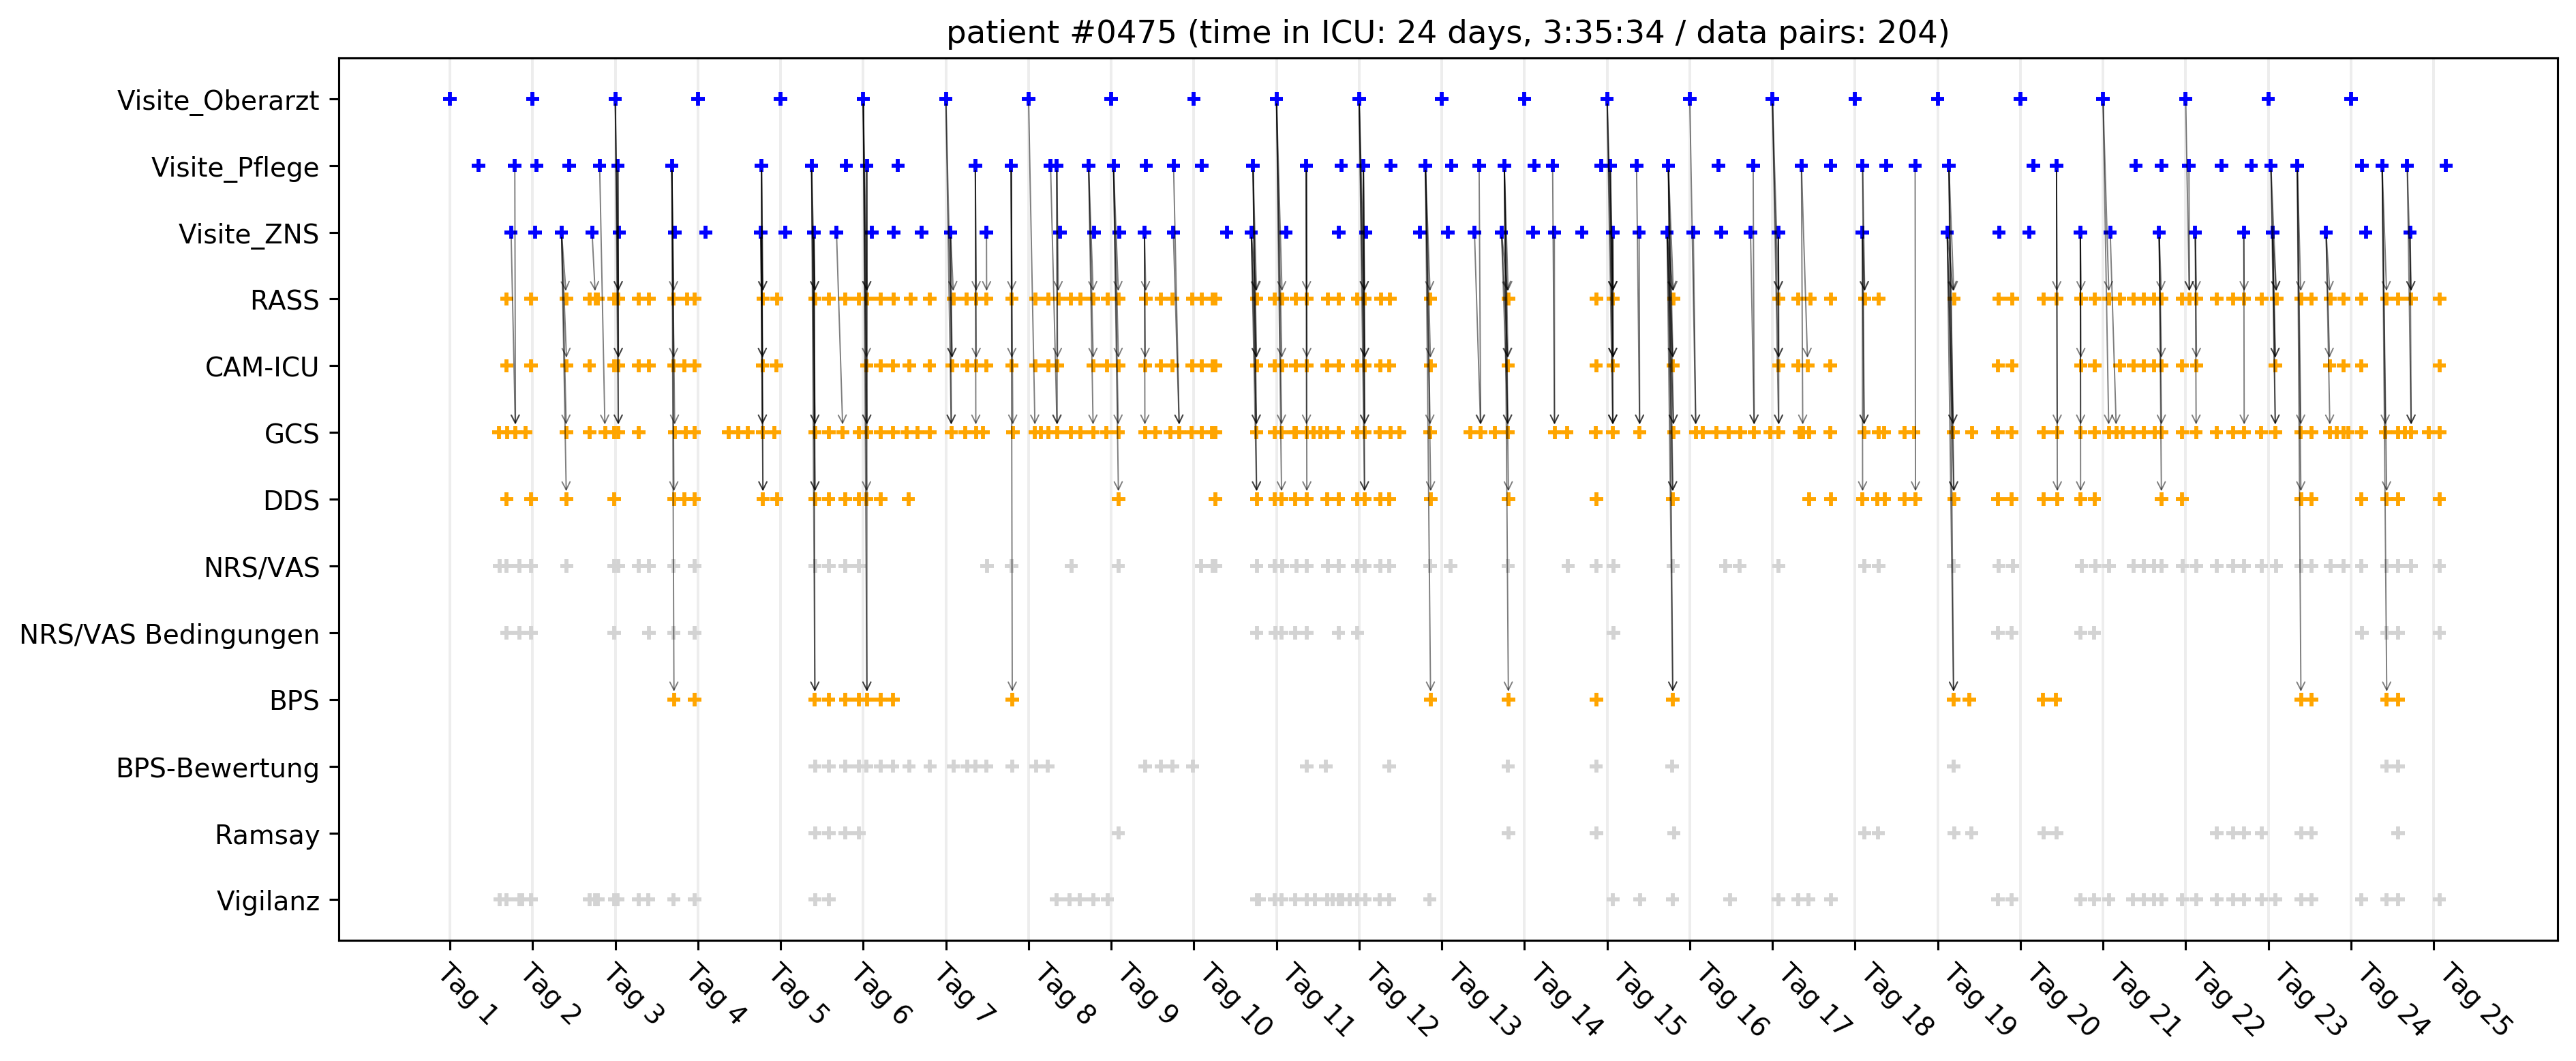 patient #0475 (time in ICU: 24 days, 3:35:34 / data pairs: 204)
Visite_Oberarzt
Visite_Pflege
Visite_ZNS
RASS
CAM-ICU
GCS
DDS
NRS/VAS
NRS/VAS Bedingungen
BPS
BPS-Bewertung
Ramsay
Vigilanz
Tag 1
Tag 2
Tag 3
Tag 4
Tag 5
Tag 6
Tag 7
Tag 8
Tag 9
Tag 10
Tag 11
Tag 12
Tag 13
Tag 14
Tag 15
Tag 16
Tag 17
Tag 18
Tag 19
Tag 20
Tag 21
Tag 22
Tag 23
Tag 24
Tag 25